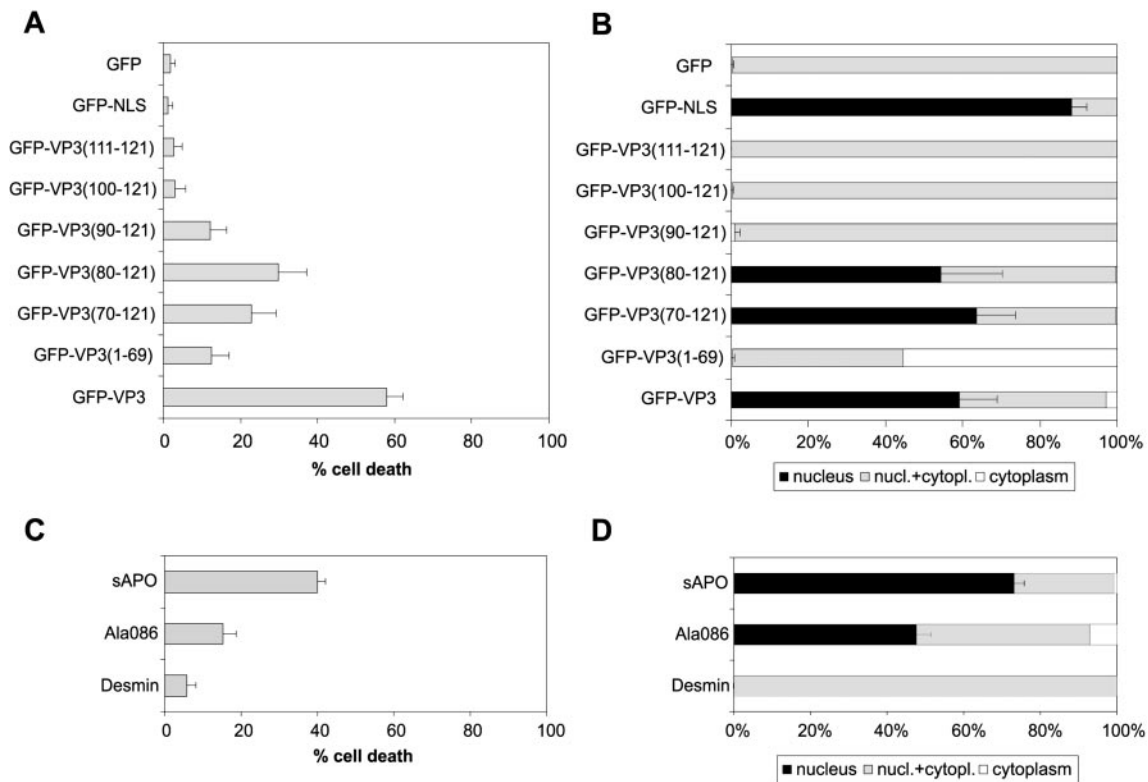 A
GFP
GFP-NLS
GFP-VP3(111-121)
GFP-VP3(100-121)
GFP-VP3(90-121)
GFP-VP3(80-121)
GFP-VP3(70-121)
GFP-VP3(1-69)
GFP-VP3
0 20 40 60 80 100
% cell death
B
GFP
GFP-NLS
GFP-VP3(111-121)
GFP-VP3(100-121)
GFP-VP3(90-121)
GFP-VP3(80-121)
GFP-VP3(70-121)
GFP-VP3(1-69)
GFP-VP3
0% 20% 40% 60% 80% 100%
nucleus nucl.+cytopl. cytoplasm
C
sAPO
Ala086
Desmin
0 20 40 60 80 100
% cell death
D
sAPO
Ala086
Desmin
0% 20% 40% 60% 80% 100%
nucleus nucl.+cytopl. cytoplasm